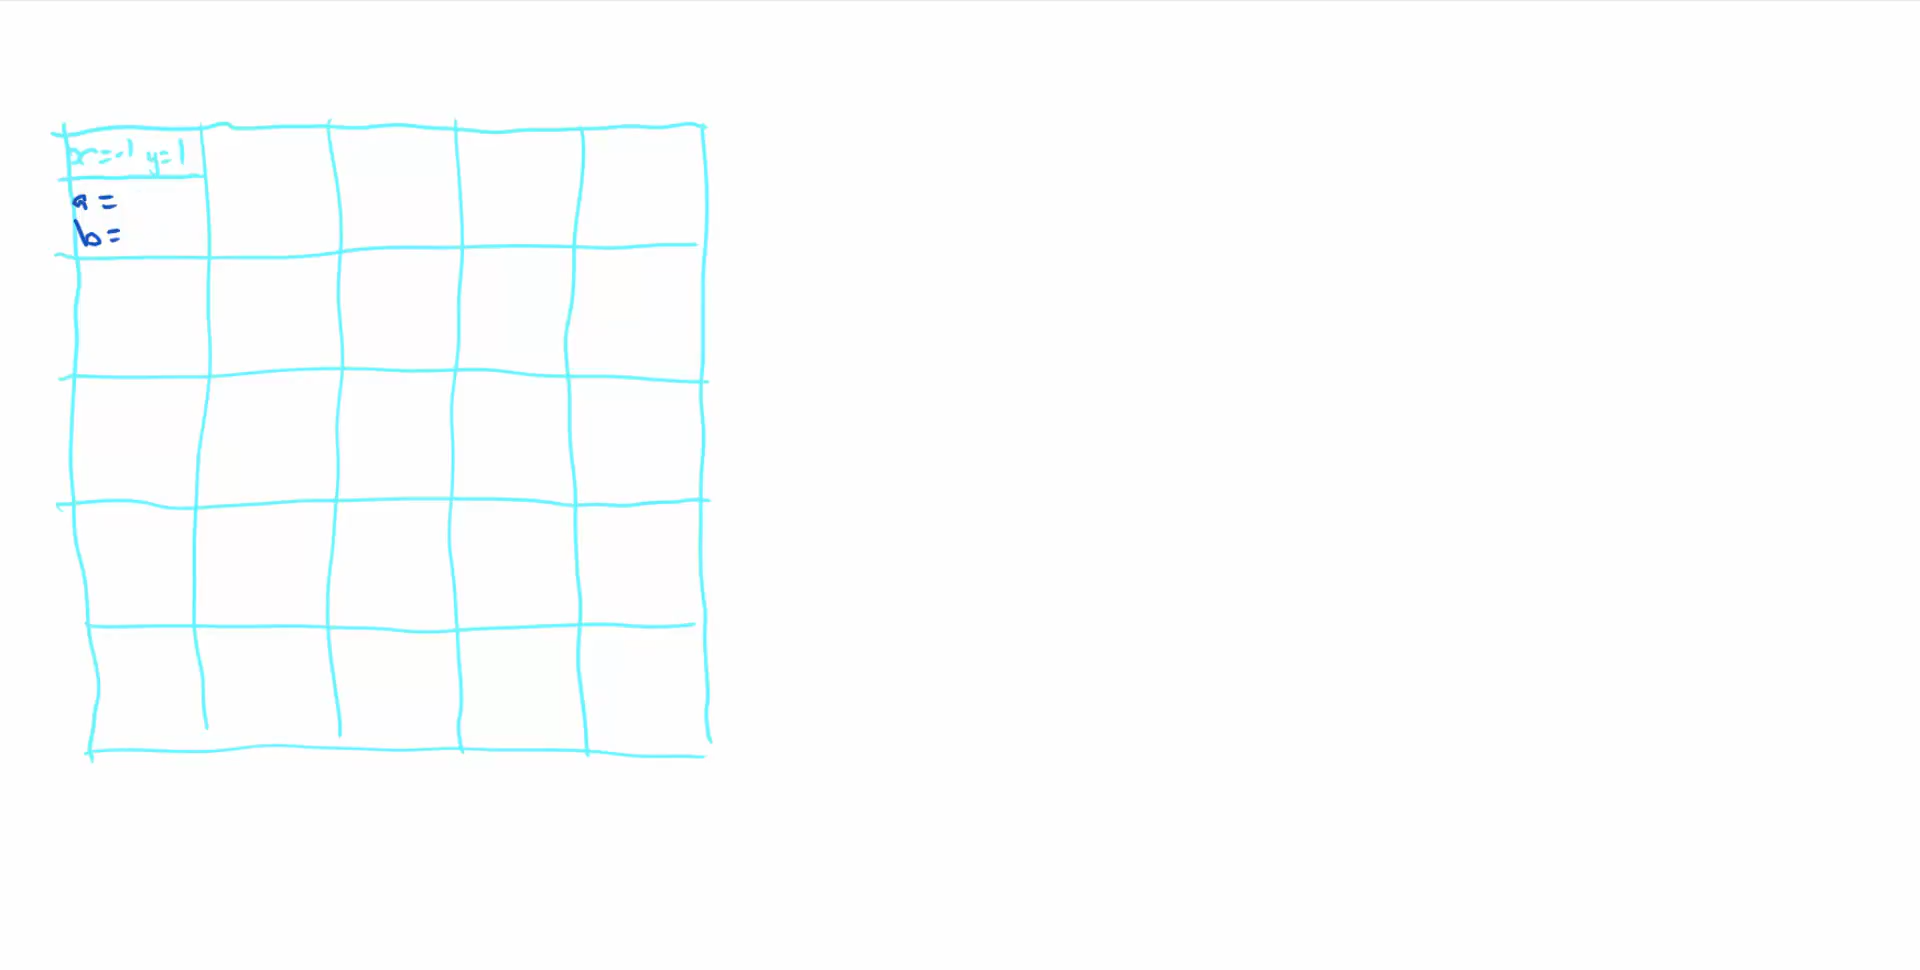 x=-1 y=1
a =
b=